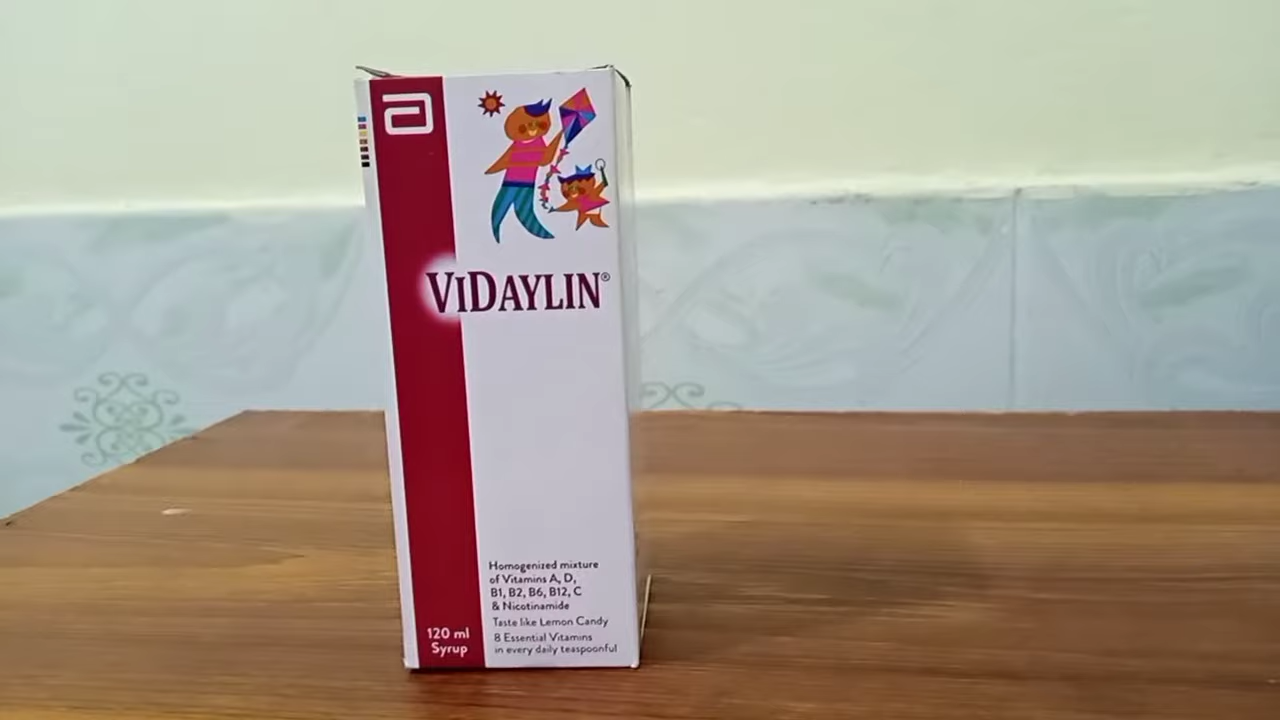 ViDAYLIN®
Homogenized mixture
of Vitamins A, D,
B1, B2, B6, B12, C
& Nicotinamide
Taste like Lemon Candy
8 Essential Vitamins
in every daily teaspoonful
120 ml
Syrup